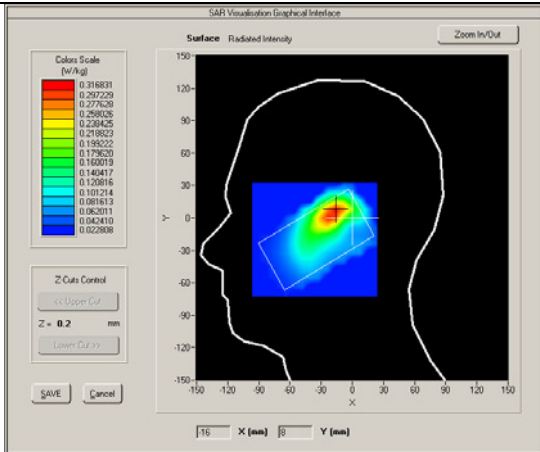 SAR Visualisation Graphical Interface
Surface Radiated Intensity
Zoom In/Out
Colors Scale
(W/kg)
0.316831
0.297229
0.277628
0.258026
0.238425
0.218823
0.199222
0.179620
0.160019
0.140417
0.120816
0.101214
0.081613
0.062011
0.042410
0.022808
Z-Cuts Control
<< Upper Cut
Z = 0.2 mm
Lower Cut >>
SAVE Cancel
150-
120-
90-
60-
30-
0-
-30-
-60-
-90-
-120-
-150-
Y
-150 -120 -90 -60 -30 0 30 60 90 120 150
X
-16 X (mm) 8 Y (mm)